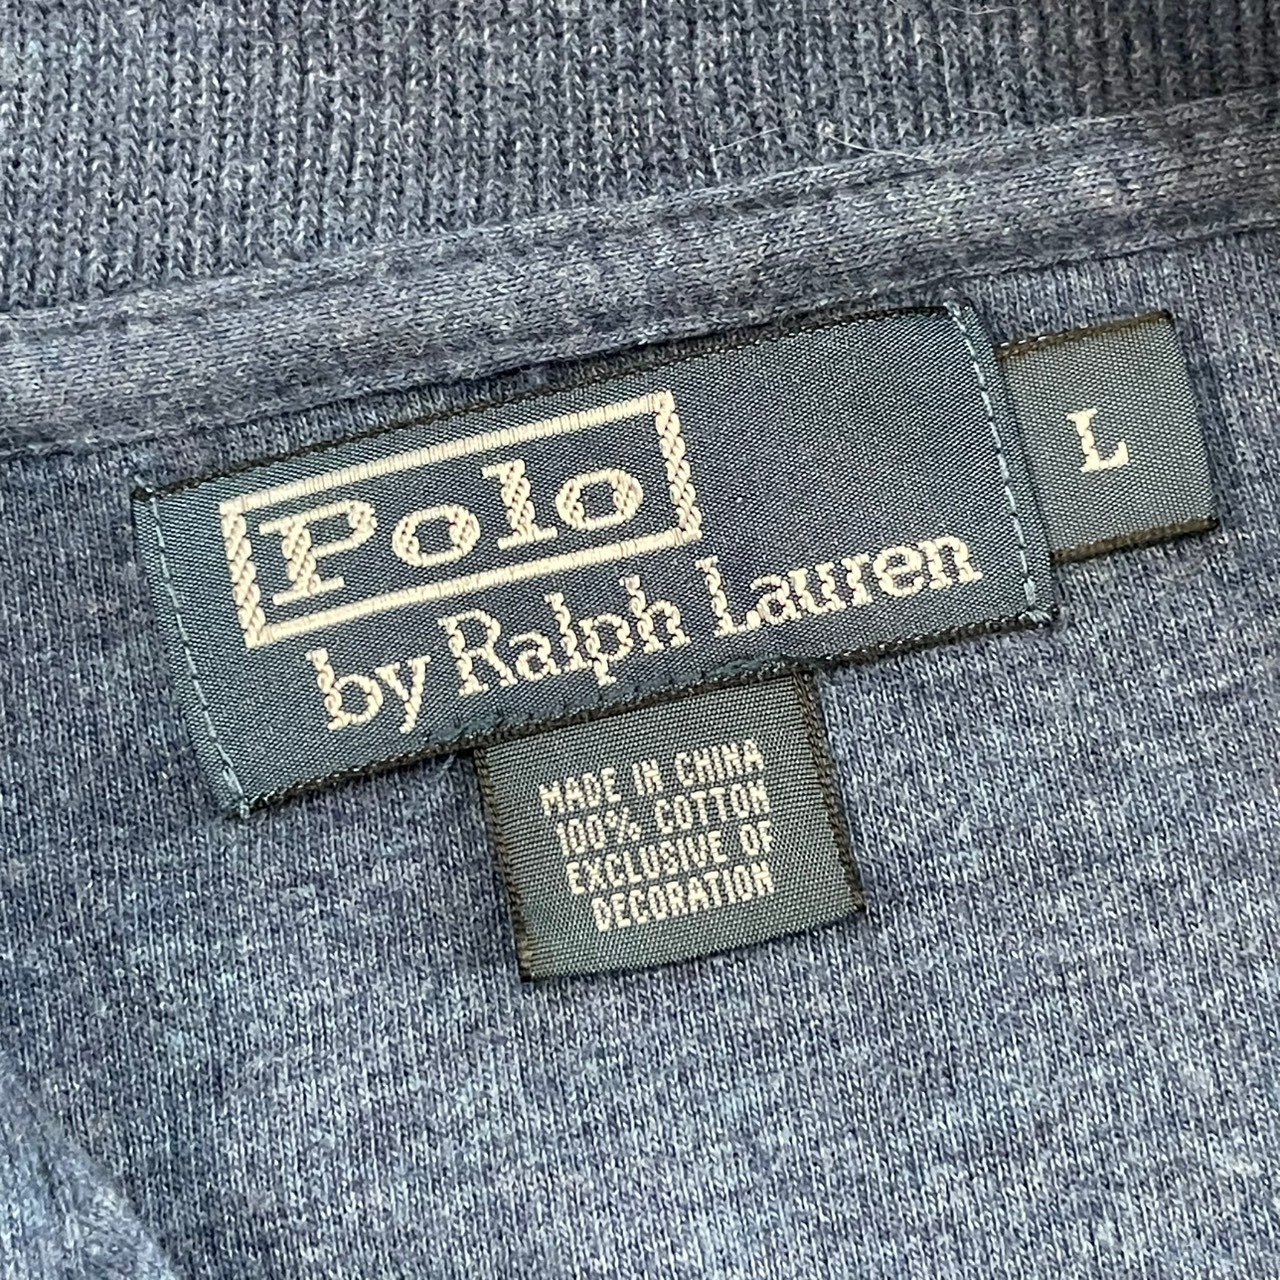 Polo
by Ralph Lauren
L
MADE IN CHINA
100% COTTON
EXCLUSIVE OF
DECORATION